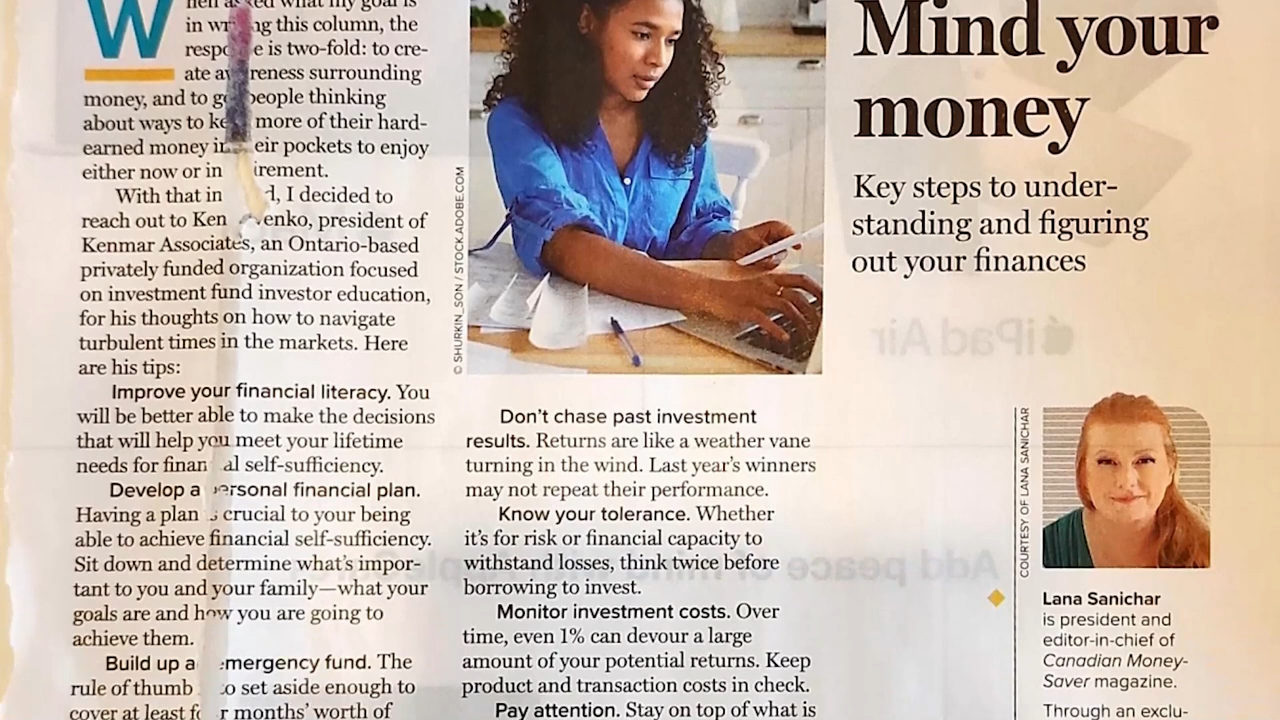 W
asked what my goal is
in this column, the
is two-fold: to cre-
ate surrounding
money, and to people thinking
about ways to more of their hard-
earned money pockets to enjoy
either now or in
With that in I decided to
reach out to Ken president of
Kenmar Associates, an Ontario-based
privately funded organization focused
on investment fund investor education,
for his thoughts on how to navigate
turbulent times in the markets. Here
are his tips:
Improve your financial literacy. You
will be better able to make the decisions
that will help you meet your lifetime
needs for self-sufficiency.
Develop a financial plan.
Having a plan crucial to your being
able to achieve financial self-sufficiency.
Sit down and determine what's impor-
tant to you and your family—what your
goals are and how you are going to
achieve them.
Build up fund. The
rule of thumb set aside enough to
cover at least months' worth of
© SHURKIN_SON / STOCK.ADOBE.COM
Don't chase past investment
results. Returns are like a weather vane
turning in the wind. Last year's winners
may not repeat their performance.
Know your tolerance. Whether
it's for risk or financial capacity to
withstand losses, think twice before
borrowing to invest.
Monitor investment costs. Over
time, even 1% can devour a large
amount of your potential returns. Keep
product and transaction costs in check.
Pay attention. Stay on top of what is
Mind your
money
Key steps to under-
standing and figuring
out your finances
iPad Air
Add peace of mind with
COURTESY OF LANA SANICHAR
Lana Sanichar
is president and
editor-in-chief of
Canadian Money-
Saver magazine.
Through an exclu-